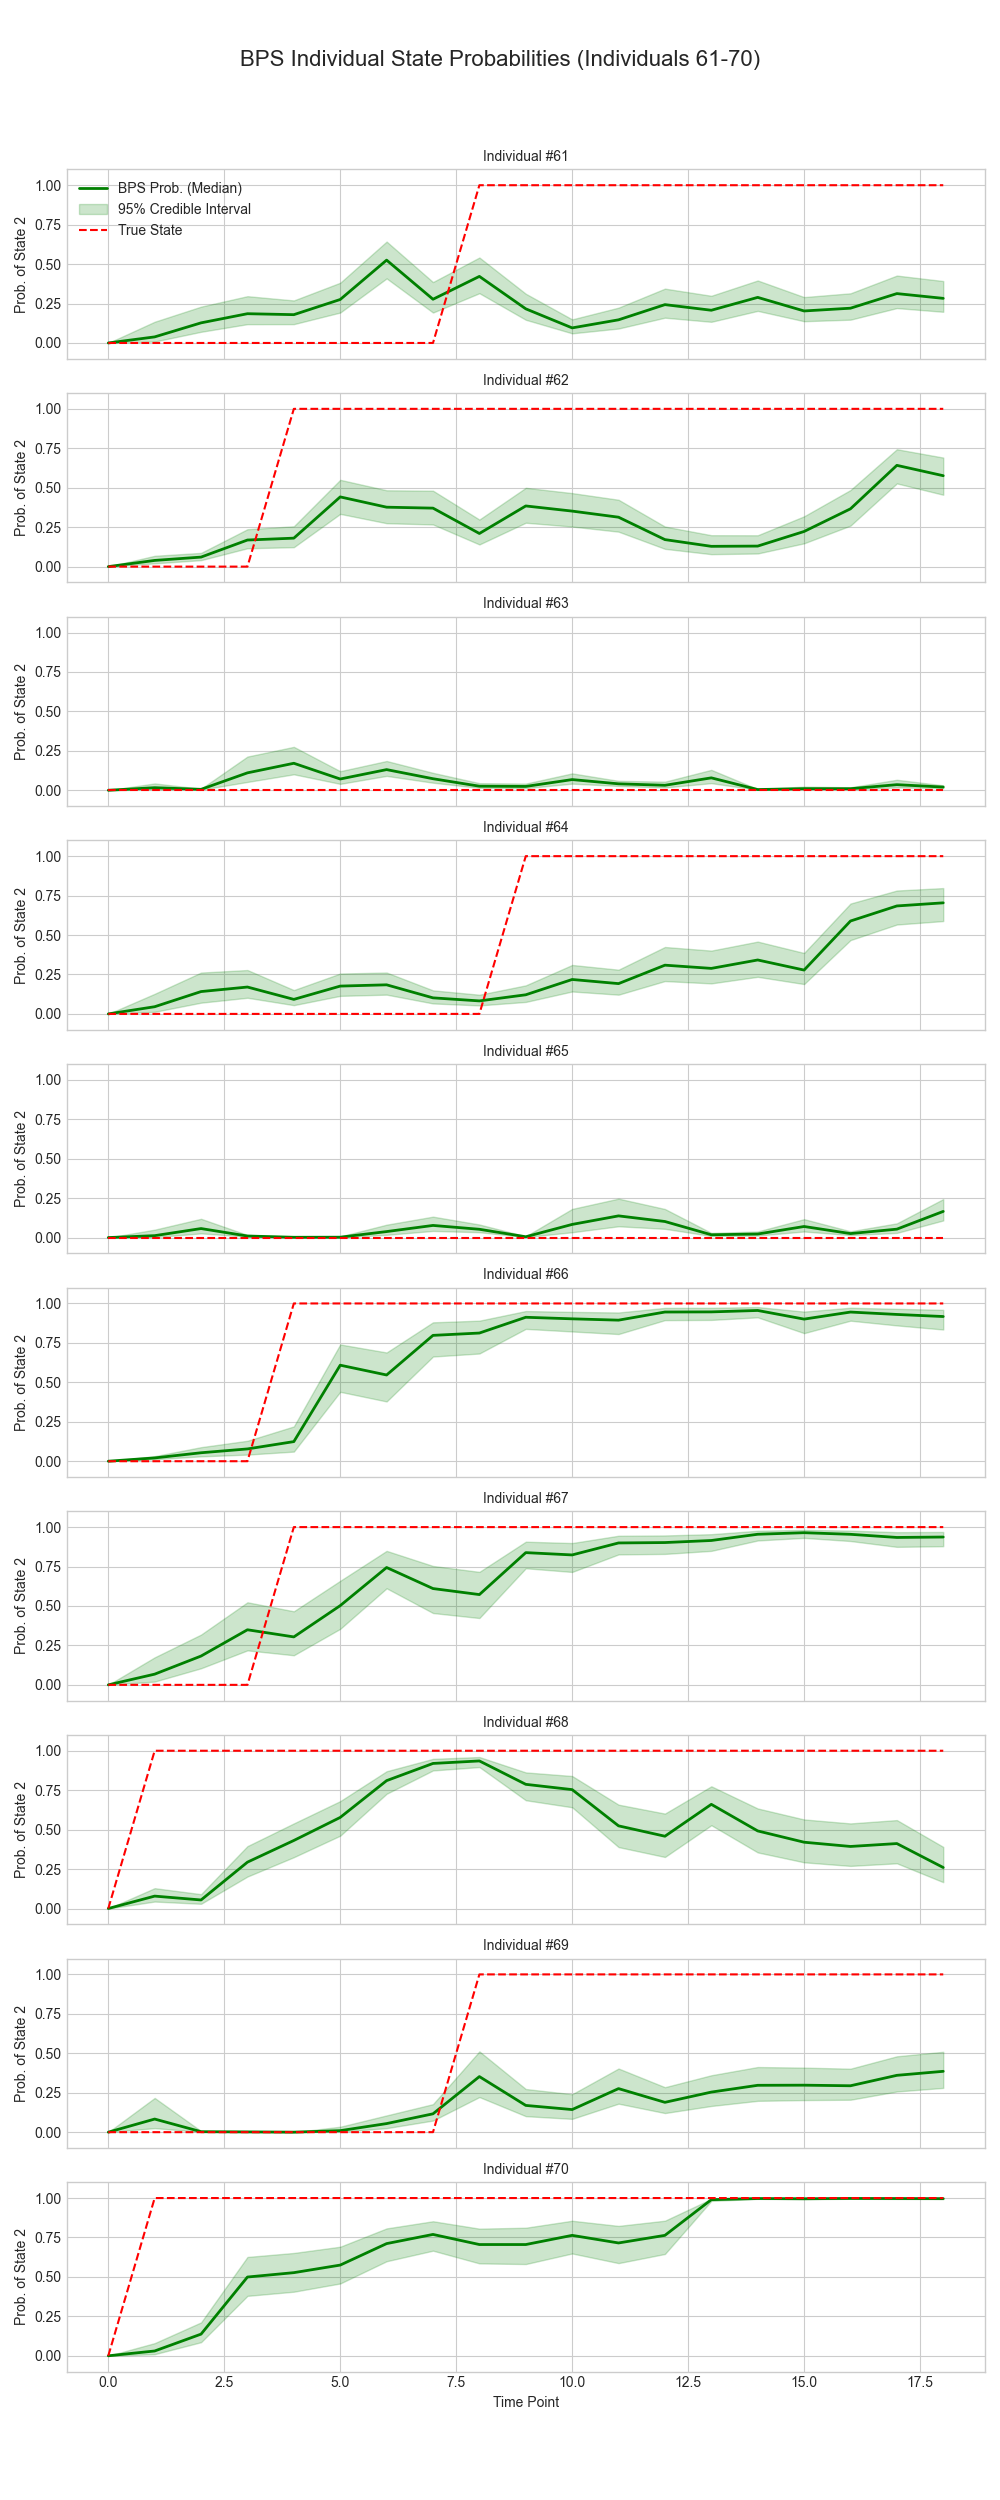 BPS Individual State Probabilities (Individuals 61-70)
Individual #61
Prob. of State 2
1.00
0.75
0.50
0.25
0.00
BPS Prob. (Median)
95% Credible Interval
True State
Individual #62
Prob. of State 2
1.00
0.75
0.50
0.25
0.00
Individual #63
Prob. of State 2
1.00
0.75
0.50
0.25
0.00
Individual #64
Prob. of State 2
1.00
0.75
0.50
0.25
0.00
Individual #65
Prob. of State 2
1.00
0.75
0.50
0.25
0.00
Individual #66
Prob. of State 2
1.00
0.75
0.50
0.25
0.00
Individual #67
Prob. of State 2
1.00
0.75
0.50
0.25
0.00
Individual #68
Prob. of State 2
1.00
0.75
0.50
0.25
0.00
Individual #69
Prob. of State 2
1.00
0.75
0.50
0.25
0.00
Individual #70
Prob. of State 2
1.00
0.75
0.50
0.25
0.00
0.0 2.5 5.0 7.5 10.0 12.5 15.0 17.5
Time Point